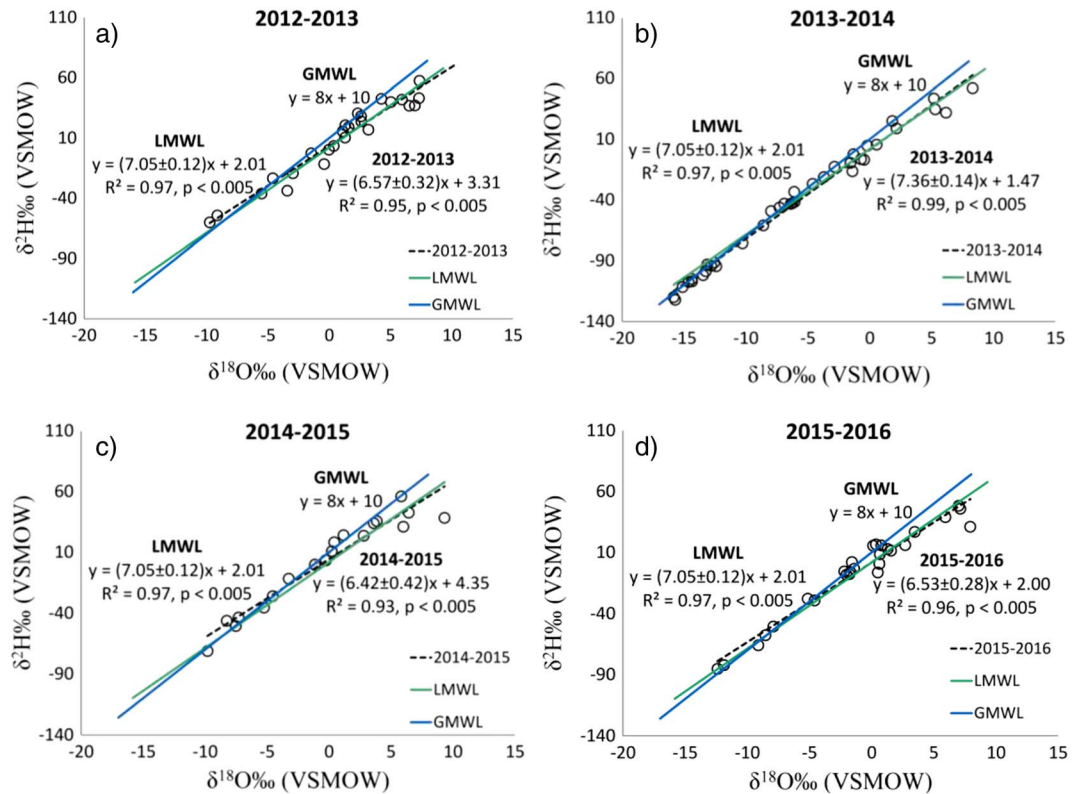 a)
2012-2013
110
60
10
-40
-90
-140
-20
-15
-10
-5
0
5
10
15
δ²H‰ (VSMOW)
δ¹⁸O‰ (VSMOW)
GMWL
y = 8x + 10
LMWL
y = (7.05±0.12)x + 2.01
R² = 0.97, p < 0.005
2012-2013
y = (6.57±0.32)x + 3.31
R² = 0.95, p < 0.005
2012-2013
LMWL
GMWL
b)
2013-2014
110
60
10
-40
-90
-140
-20
-15
-10
-5
0
5
10
15
δ²H‰ (VSMOW)
δ¹⁸O‰ (VSMOW)
GMWL
y = 8x + 10
LMWL
y = (7.05±0.12)x + 2.01
R² = 0.97, p < 0.005
2013-2014
y = (7.36±0.14)x + 1.47
R² = 0.99, p < 0.005
2013-2014
LMWL
GMWL
c)
2014-2015
110
60
10
-40
-90
-140
-20
-15
-10
-5
0
5
10
15
δ²H‰ (VSMOW)
δ¹⁸O‰ (VSMOW)
GMWL
y = 8x + 10
LMWL
y = (7.05±0.12)x + 2.01
R² = 0.97, p < 0.005
2014-2015
y = (6.42±0.42)x + 4.35
R² = 0.93, p < 0.005
2014-2015
LMWL
GMWL
d)
2015-2016
110
60
10
-40
-90
-140
-20
-15
-10
-5
0
5
10
15
δ²H‰ (VSMOW)
δ¹⁸O‰ (VSMOW)
GMWL
y = 8x + 10
LMWL
y = (7.05±0.12)x + 2.01
R² = 0.97, p < 0.005
2015-2016
y = (6.53±0.28)x + 2.00
R² = 0.96, p < 0.005
2015-2016
LMWL
GMWL